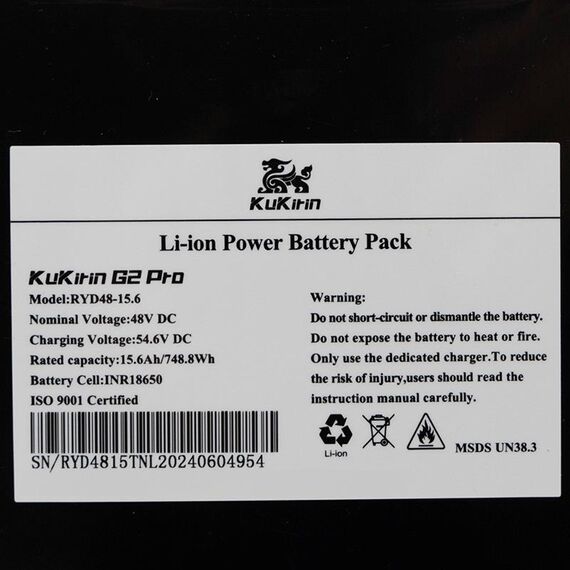 KuKirin
Li-ion Power Battery Pack
KuKirin G2 Pro
Model:RYD48-15.6
Nominal Voltage:48V DC
Charging Voltage:54.6V DC
Rated capacity:15.6Ah/748.8Wh
Battery Cell:INR18650
ISO 9001 Certified
SN/RYD4815TNL20240604954
Warning:
Do not short-circuit or dismantle the battery.
Do not expose the battery to heat or fire.
Only use the dedicated charger.To reduce
the risk of injury,users should read the
instruction manual carefully.
Li-ion
MSDS UN38.3